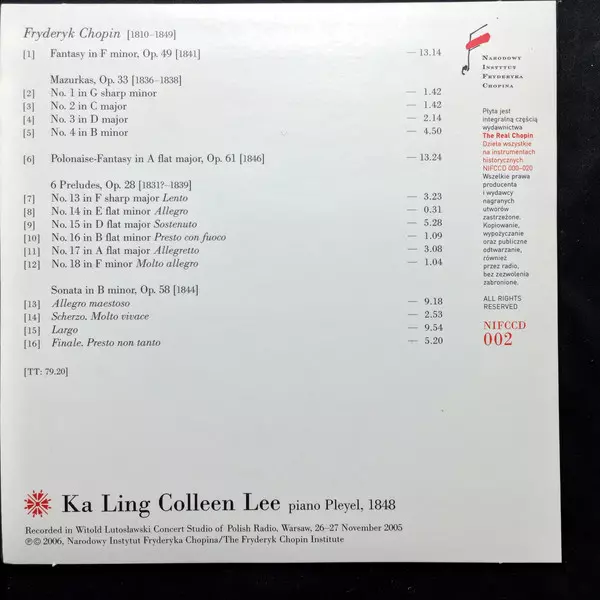 Fryderyk Chopin [1810–1849]
[1] Fantasy in F minor, Op. 49 [1841] — 13.14
Mazurkas, Op. 33 [1836–1838]
[2] No. 1 in G sharp minor — 1.42
[3] No. 2 in C major — 1.42
[4] No. 3 in D major — 2.14
[5] No. 4 in B minor — 4.50
[6] Polonaise-Fantasy in A flat major, Op. 61 [1846] — 13.24
6 Preludes, Op. 28 [1831?–1839]
[7] No. 13 in F sharp major Lento — 3.23
[8] No. 14 in E flat minor Allegro — 0.31
[9] No. 15 in D flat major Sostenuto — 5.28
[10] No. 16 in B flat minor Presto con fuoco — 1.09
[11] No. 17 in A flat major Allegretto — 3.08
[12] No. 18 in F minor Molto allegro — 1.04
Sonata in B minor, Op. 58 [1844]
[13] Allegro maestoso — 9.18
[14] Scherzo. Molto vivace — 2.53
[15] Largo — 9.54
[16] Finale. Presto non tanto — 5.20
[TT: 79.20]
Narodowy
Instytut
Fryderyka
Chopina
Płyta jest
integralną częścią
wydawnictwa
The Real Chopin
Dzieła wszystkie
na instrumentach
historycznych
NIFCCD 000–020
Wszelkie prawa
producenta
i wydawcy
nagranych
utworów
zastrzeżone.
Kopiowanie,
wypożyczanie
oraz publiczne
odtwarzanie,
również
przez radio,
bez zezwolenia
zabronione.
ALL RIGHTS
RESERVED
NIFCCD
002
Ka Ling Colleen Lee piano Pleyel, 1848
Recorded in Witold Lutosławski Concert Studio of Polish Radio, Warsaw, 26–27 November 2005
℗© 2006, Narodowy Instytut Fryderyka Chopina/The Fryderyk Chopin Institute